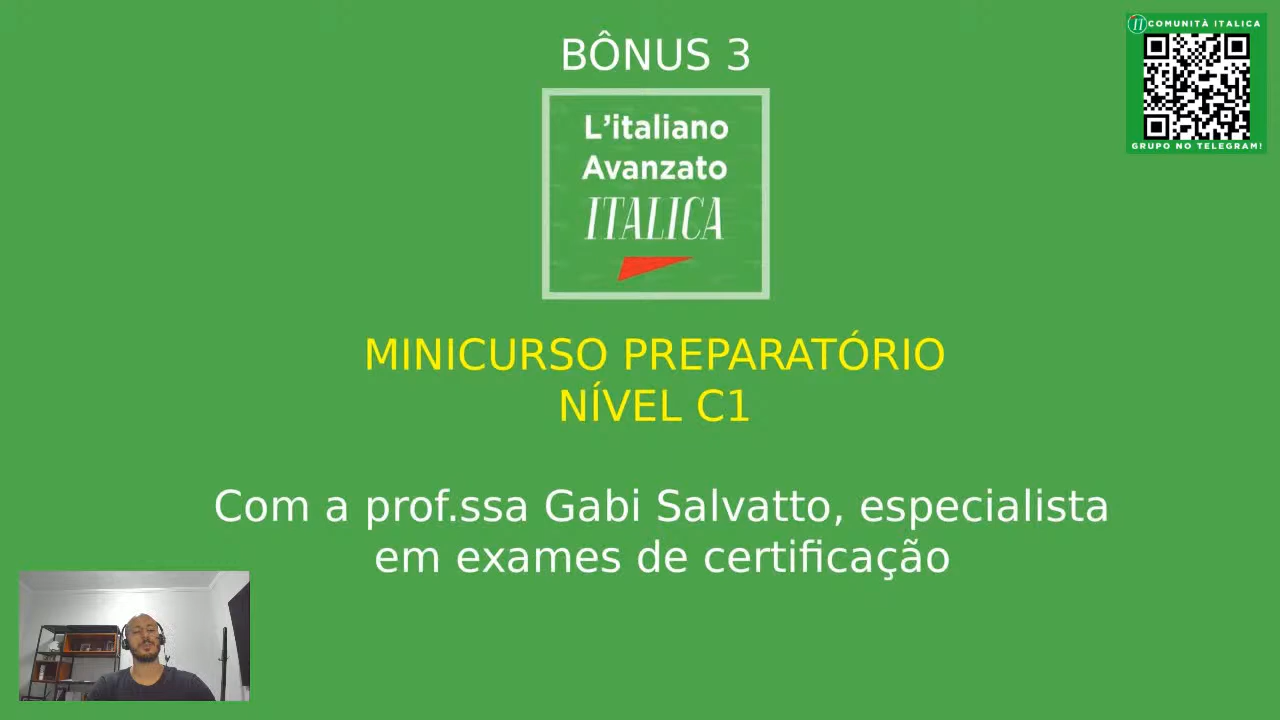 BÔNUS 3
COMUNITÀ ITALICA
GRUPO NO TELEGRAM!
L'italiano
Avanzato
ITALICA
MINICURSO PREPARATÓRIO
NÍVEL C1
Com a prof.ssa Gabi Salvatto, especialista
em exames de certificação